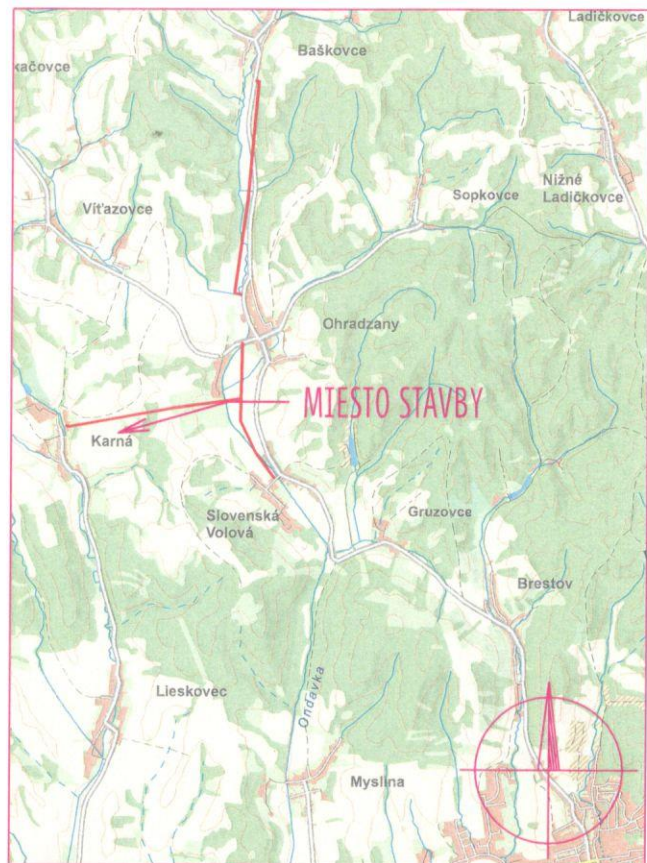 Ladičkovce
Baškovce
kačovce
Sopkovce
Nižné
Ladičkovce
Víťazovce
Ohradzany
MIESTO STAVBY
Karná
Slovenská
Volová
Gruzovce
Brestov
Lieskovec
Ondavka
Myslina